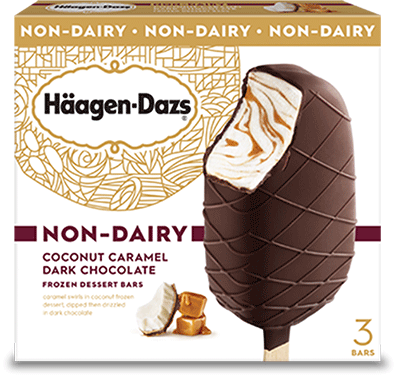 NON-DAIRY • NON-DAIRY • NON-DAIRY
Häagen-Dazs®
NON-DAIRY
COCONUT CARAMEL
DARK CHOCOLATE
FROZEN DESSERT BARS
caramel swirls in coconut frozen
dessert, dipped then drizzled
in dark chocolate
3
BARS